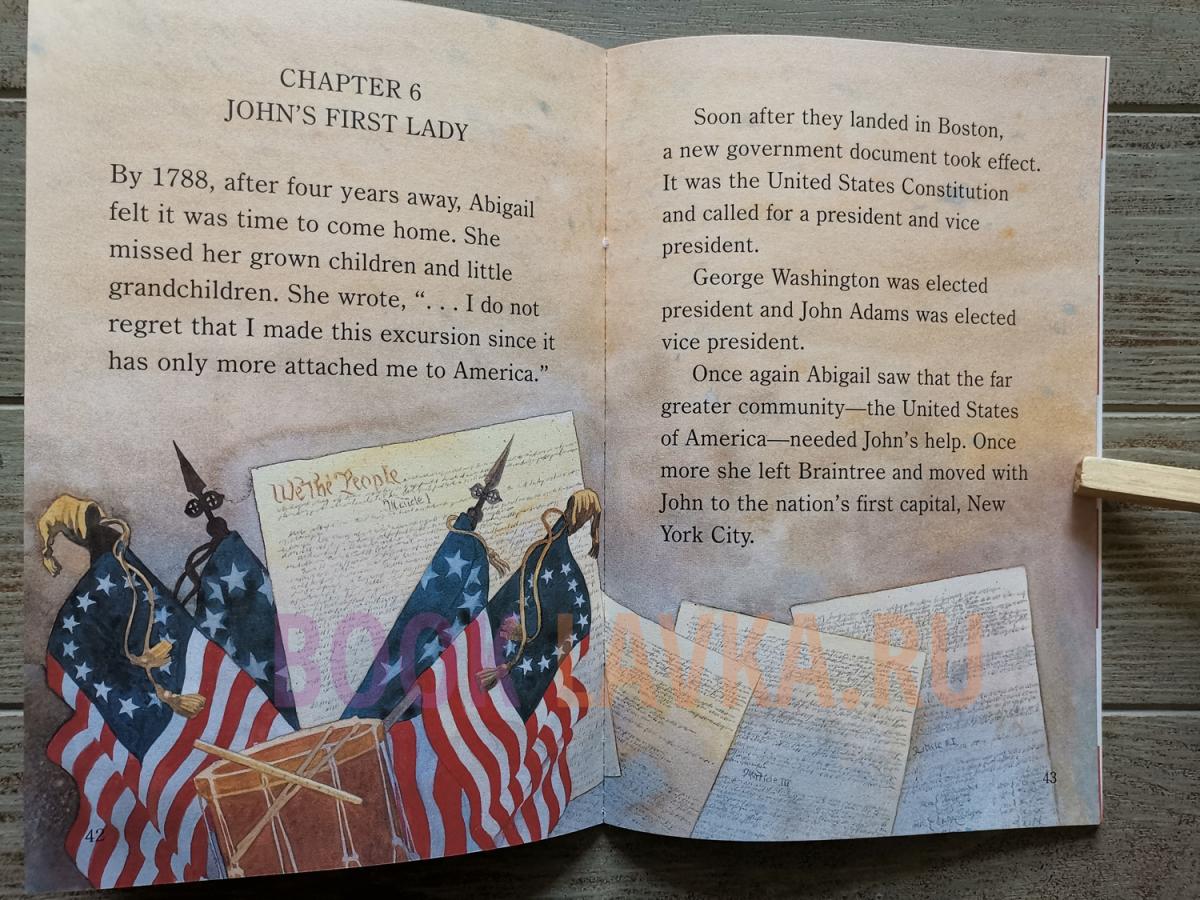 CHAPTER 6
JOHN'S FIRST LADY
By 1788, after four years away, Abigail
felt it was time to come home. She
missed her grown children and little
grandchildren. She wrote, “. . . I do not
regret that I made this excursion since it
has only more attached me to America.”
We the People
Article I
42
Soon after they landed in Boston,
a new government document took effect.
It was the United States Constitution
and called for a president and vice
president.
George Washington was elected
president and John Adams was elected
vice president.
Once again Abigail saw that the far
greater community—the United States
of America—needed John's help. Once
more she left Braintree and moved with
John to the nation's first capital, New
York City.
Article III
43
BOOK-LAVKA.RU